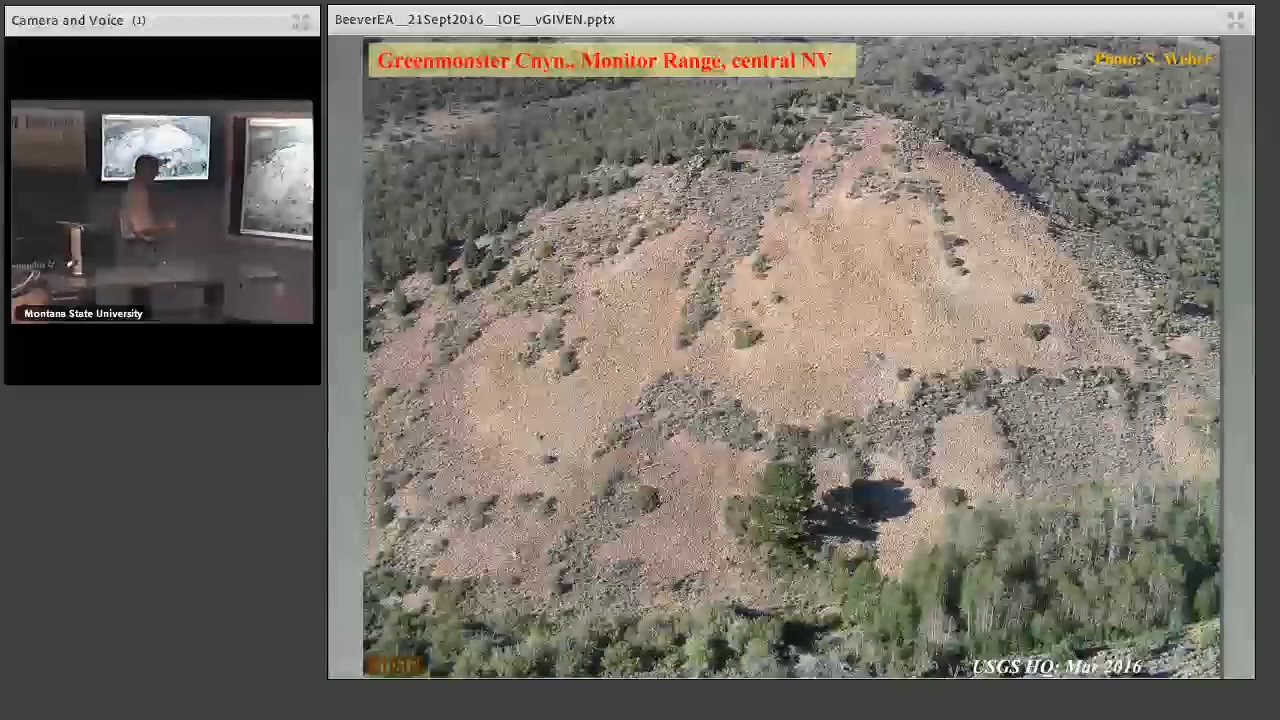 Camera and Voice (1)
Montana State University
BeeverEA__21Sept2016__IOE__vGIVEN.pptx
Greenmonster Cnyn., Monitor Range, central NV
Photo: S. Weber
USGS HQ: Mar 2016